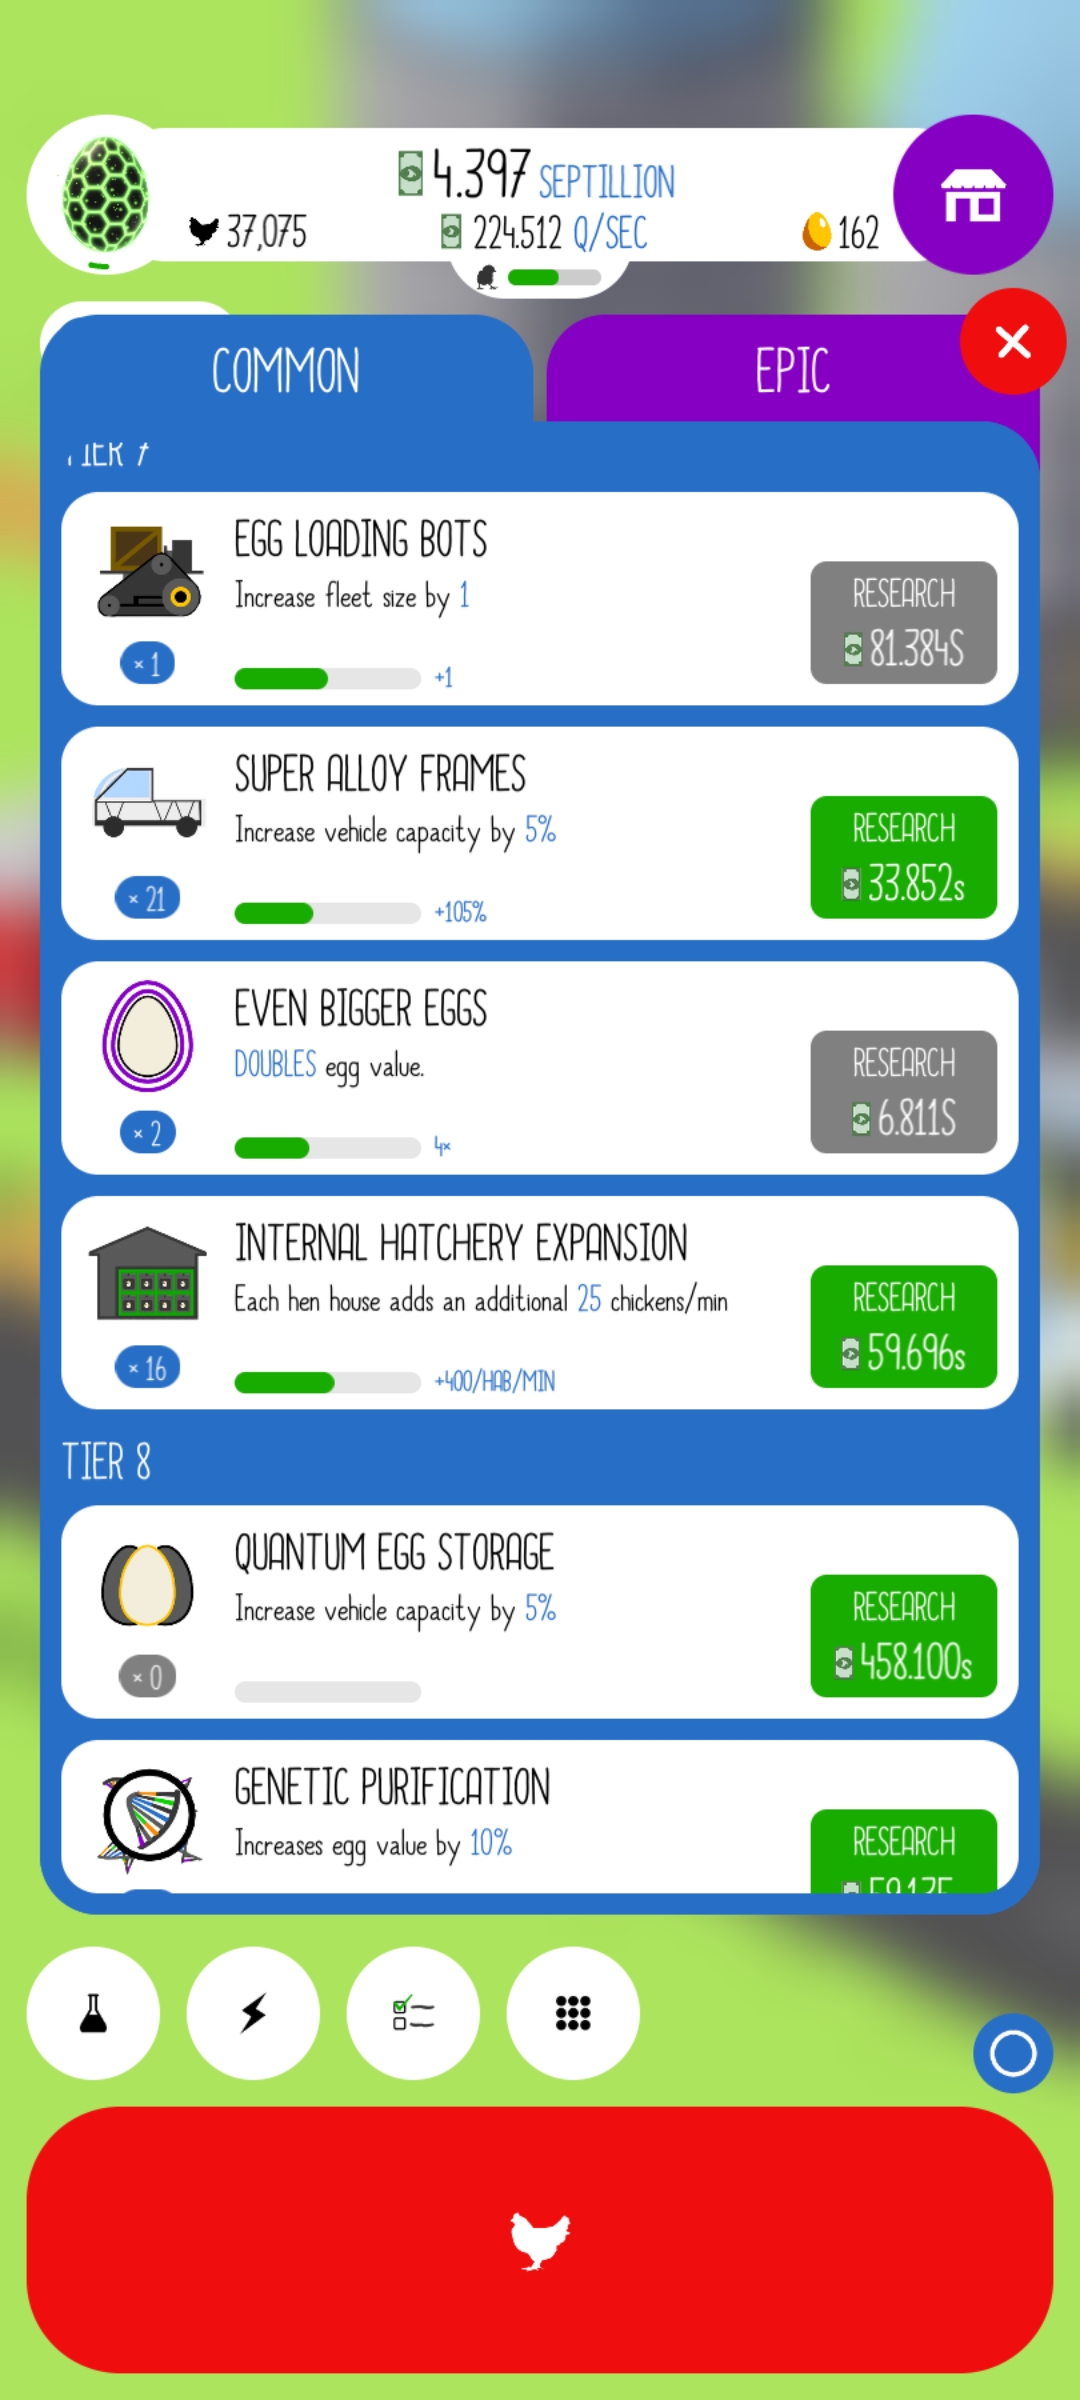 4.397 SEPTILLION
37,075
224.512 Q/SEC
162
COMMON
EPIC
TIER 7
EGG LOADING BOTS
Increase fleet size by 1
× 1
+1
RESEARCH
81.384S
SUPER ALLOY FRAMES
Increase vehicle capacity by 5%
× 21
+105%
RESEARCH
33.852s
EVEN BIGGER EGGS
DOUBLES egg value.
× 2
4×
RESEARCH
6.811S
INTERNAL HATCHERY EXPANSION
Each hen house adds an additional 25 chickens/min
× 16
+400/HAB/MIN
RESEARCH
59.696s
TIER 8
QUANTUM EGG STORAGE
Increase vehicle capacity by 5%
× 0
RESEARCH
458.100s
GENETIC PURIFICATION
Increases egg value by 10%
RESEARCH